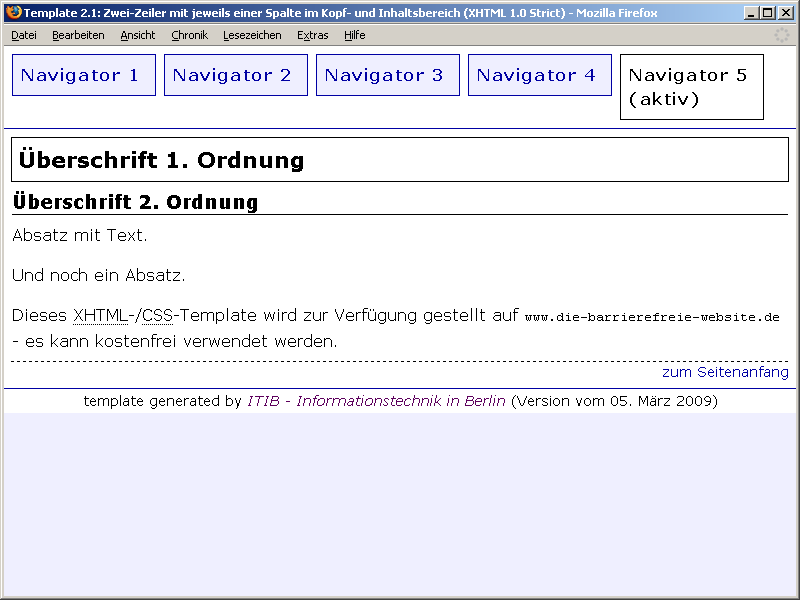 Template 2.1: Zwei-Zeiler mit jeweils einer Spalte im Kopf- und Inhaltsbereich (XHTML 1.0 Strict) - Mozilla Firefox
Datei Bearbeiten Ansicht Chronik Lesezeichen Extras Hilfe
Navigator 1 Navigator 2 Navigator 3 Navigator 4 Navigator 5
(aktiv)
Überschrift 1. Ordnung
Überschrift 2. Ordnung
Absatz mit Text.
Und noch ein Absatz.
Dieses XHTML-/CSS-Template wird zur Verfügung gestellt auf www.die-barrierefreie-website.de
- es kann kostenfrei verwendet werden.
zum Seitenanfang
template generated by ITIB - Informationstechnik in Berlin (Version vom 05. März 2009)